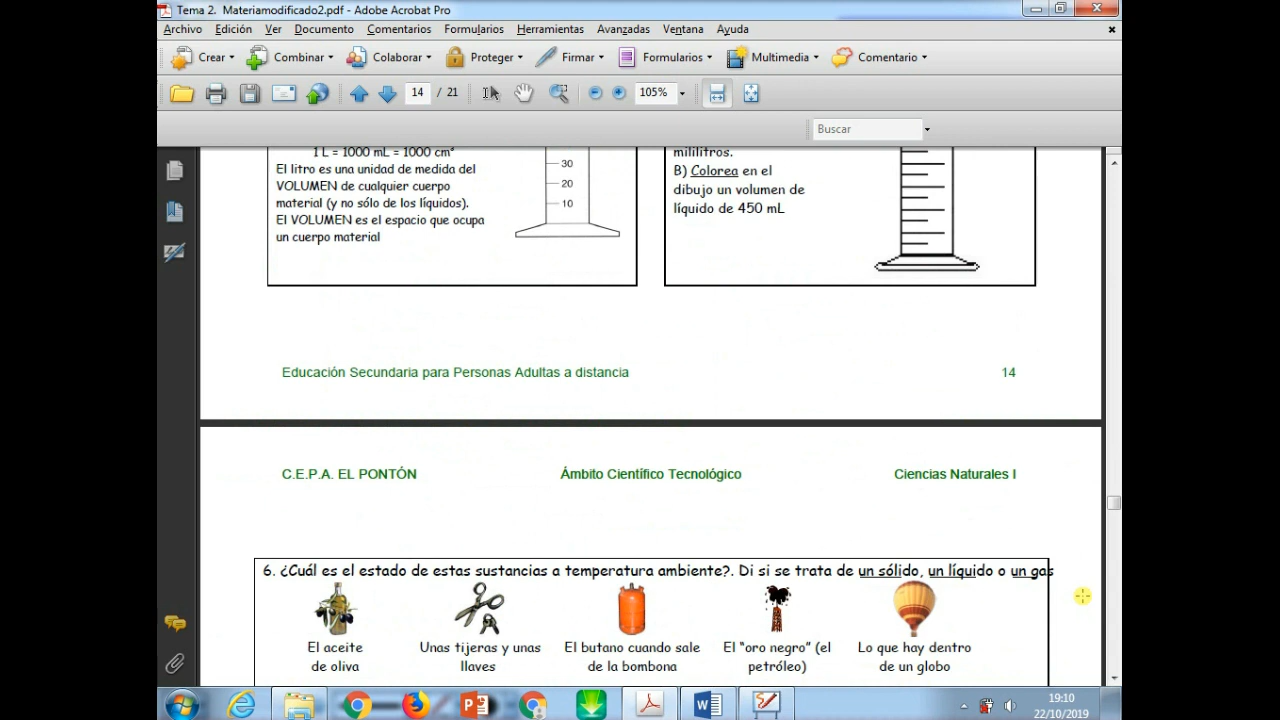 Tema 2.  Materiamodificado2.pdf - Adobe Acrobat Pro
Archivo Edición Ver Documento Comentarios Formularios Herramientas Avanzadas Ventana Ayuda
Crear Combinar Colaborar Proteger Firmar Formularios Multimedia Comentario
14 / 21 105%
Buscar
1 L = 1000 mL = 1000 cm³
El litro es una unidad de medida del
VOLUMEN de cualquier cuerpo
material (y no sólo de los líquidos).
El VOLUMEN es el espacio que ocupa
un cuerpo material
30
20
10
mililitros.
B) Colorea en el
dibujo un volumen de
líquido de 450 mL
Educación Secundaria para Personas Adultas a distancia 14
C.E.P.A. EL PONTÓN Ámbito Científico Tecnológico Ciencias Naturales I
6. ¿Cuál es el estado de estas sustancias a temperatura ambiente?. Di si se trata de un sólido, un líquido o un gas
El aceite
de oliva
Unas tijeras y unas
llaves
El butano cuando sale
de la bombona
El "oro negro" (el
petróleo)
Lo que hay dentro
de un globo
19:10
22/10/2019